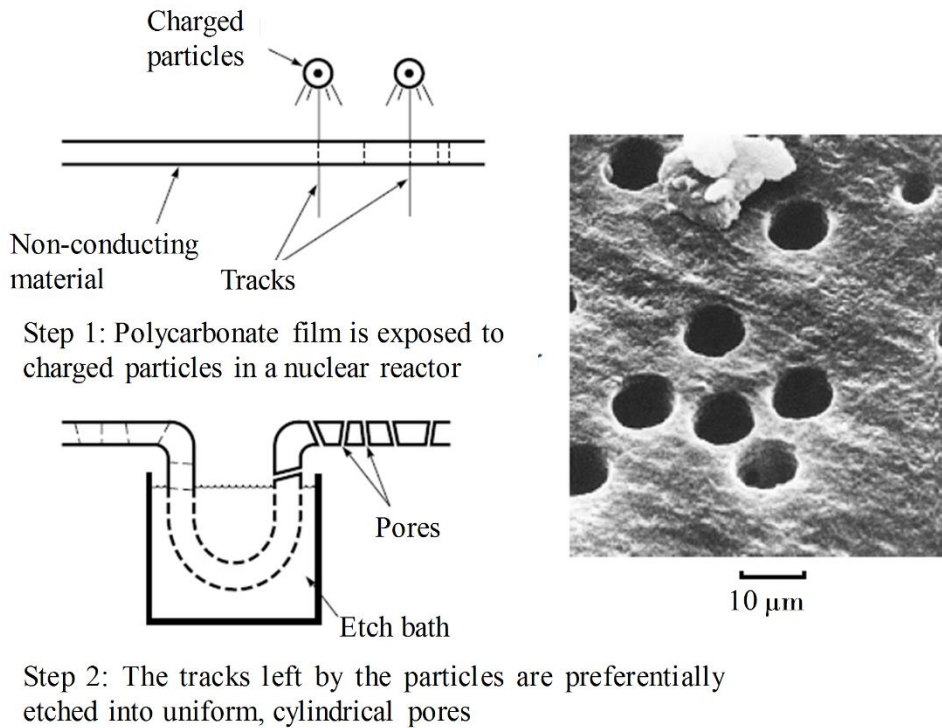 Charged
particles
Non-conducting
material
Tracks
Step 1: Polycarbonate film is exposed to
charged particles in a nuclear reactor
Pores
Etch bath
10 μm
Step 2: The tracks left by the particles are preferentially
etched into uniform, cylindrical pores